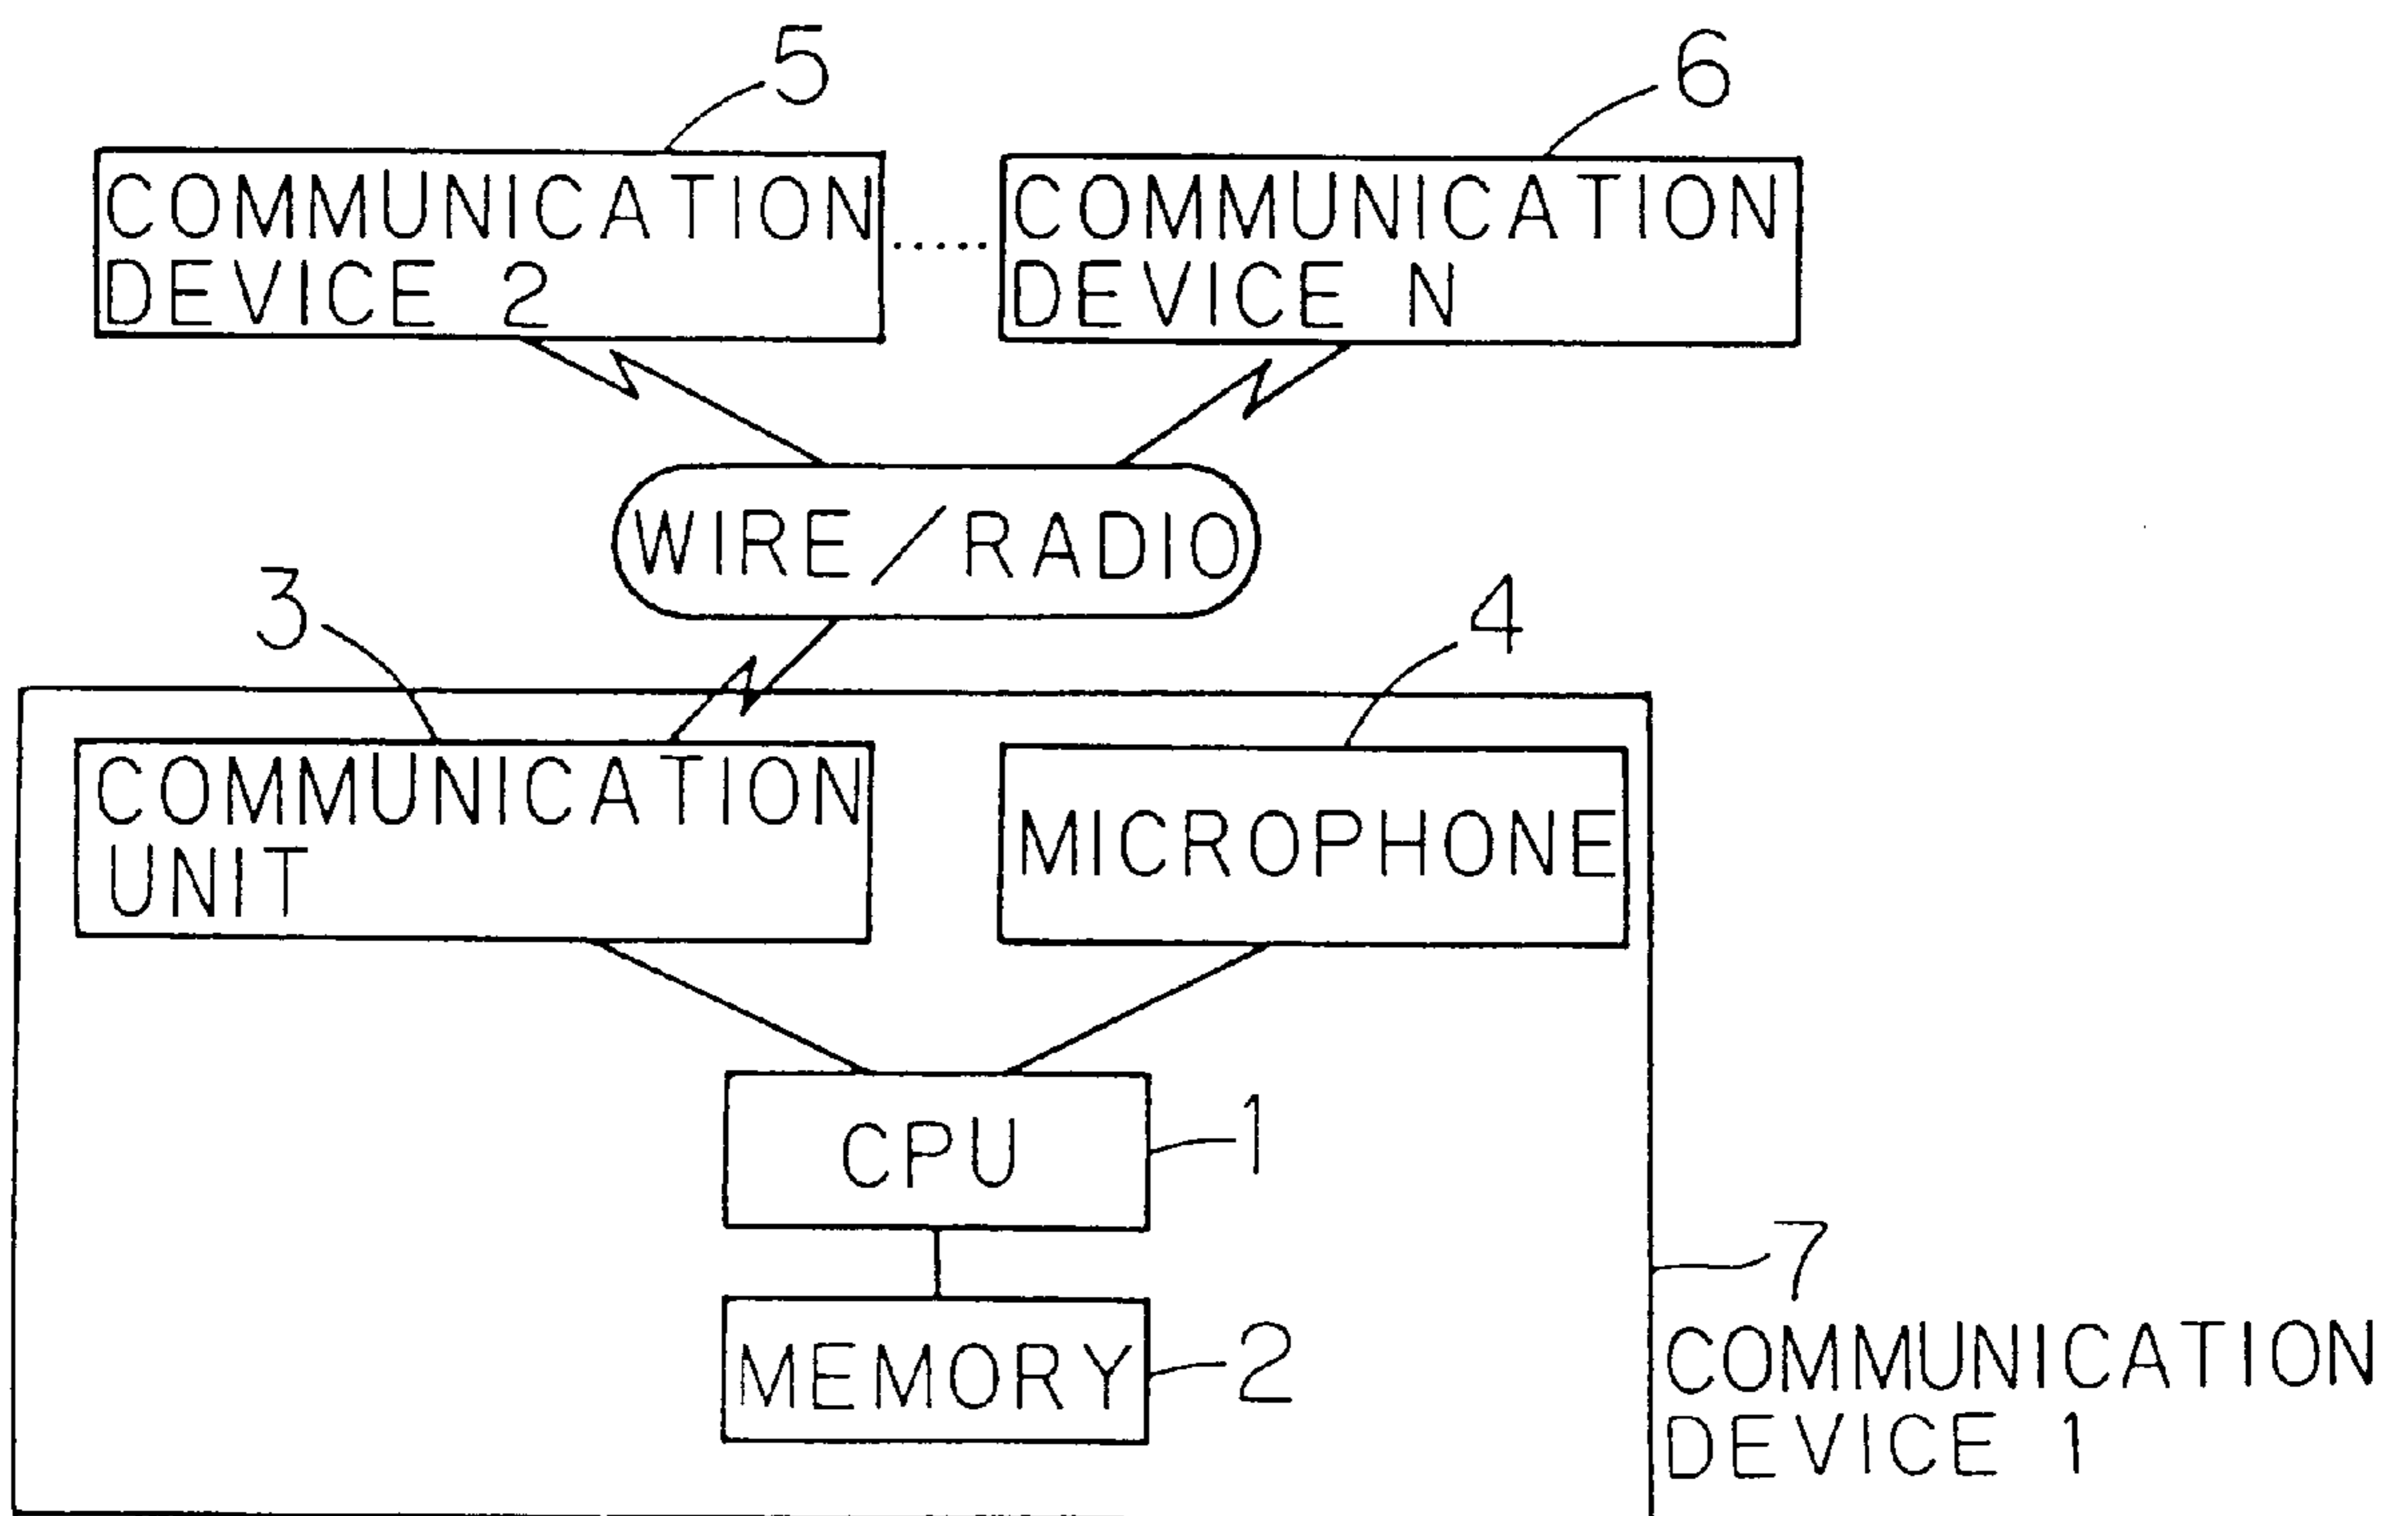 5
6
COMMUNICATION
DEVICE 2
COMMUNICATION
DEVICE N
WIRE/RADIO
3
4
COMMUNICATION
UNIT
MICROPHONE
CPU
1
MEMORY
2
7
COMMUNICATION
DEVICE 1